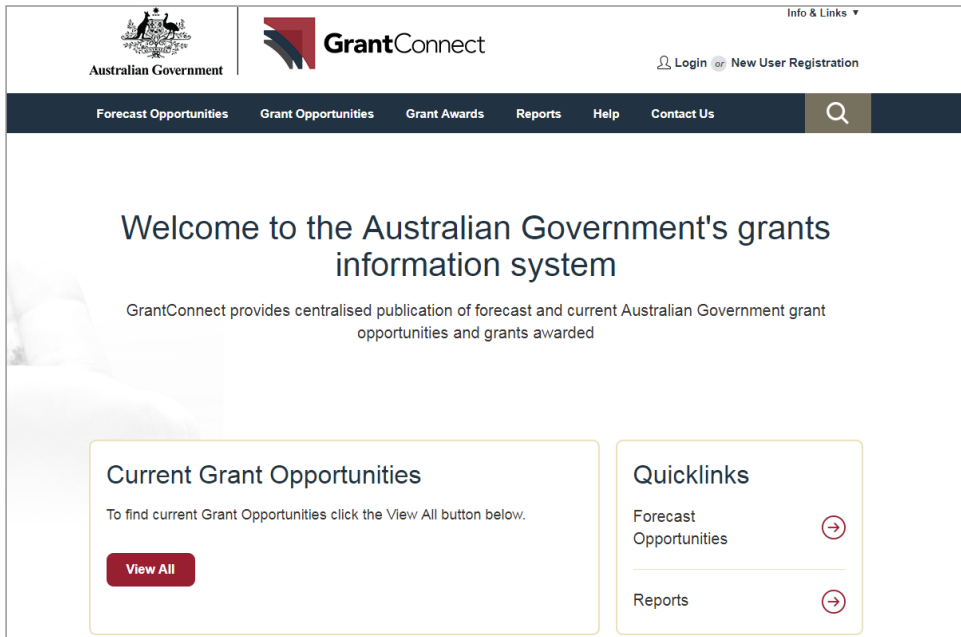 Info & Links ▼
Australian Government
GrantConnect
Login or New User Registration
Forecast Opportunities Grant Opportunities Grant Awards Reports Help Contact Us
Welcome to the Australian Government's grants
information system
GrantConnect provides centralised publication of forecast and current Australian Government grant
opportunities and grants awarded
Current Grant Opportunities
To find current Grant Opportunities click the View All button below.
View All
Quicklinks
Forecast
Opportunities
Reports